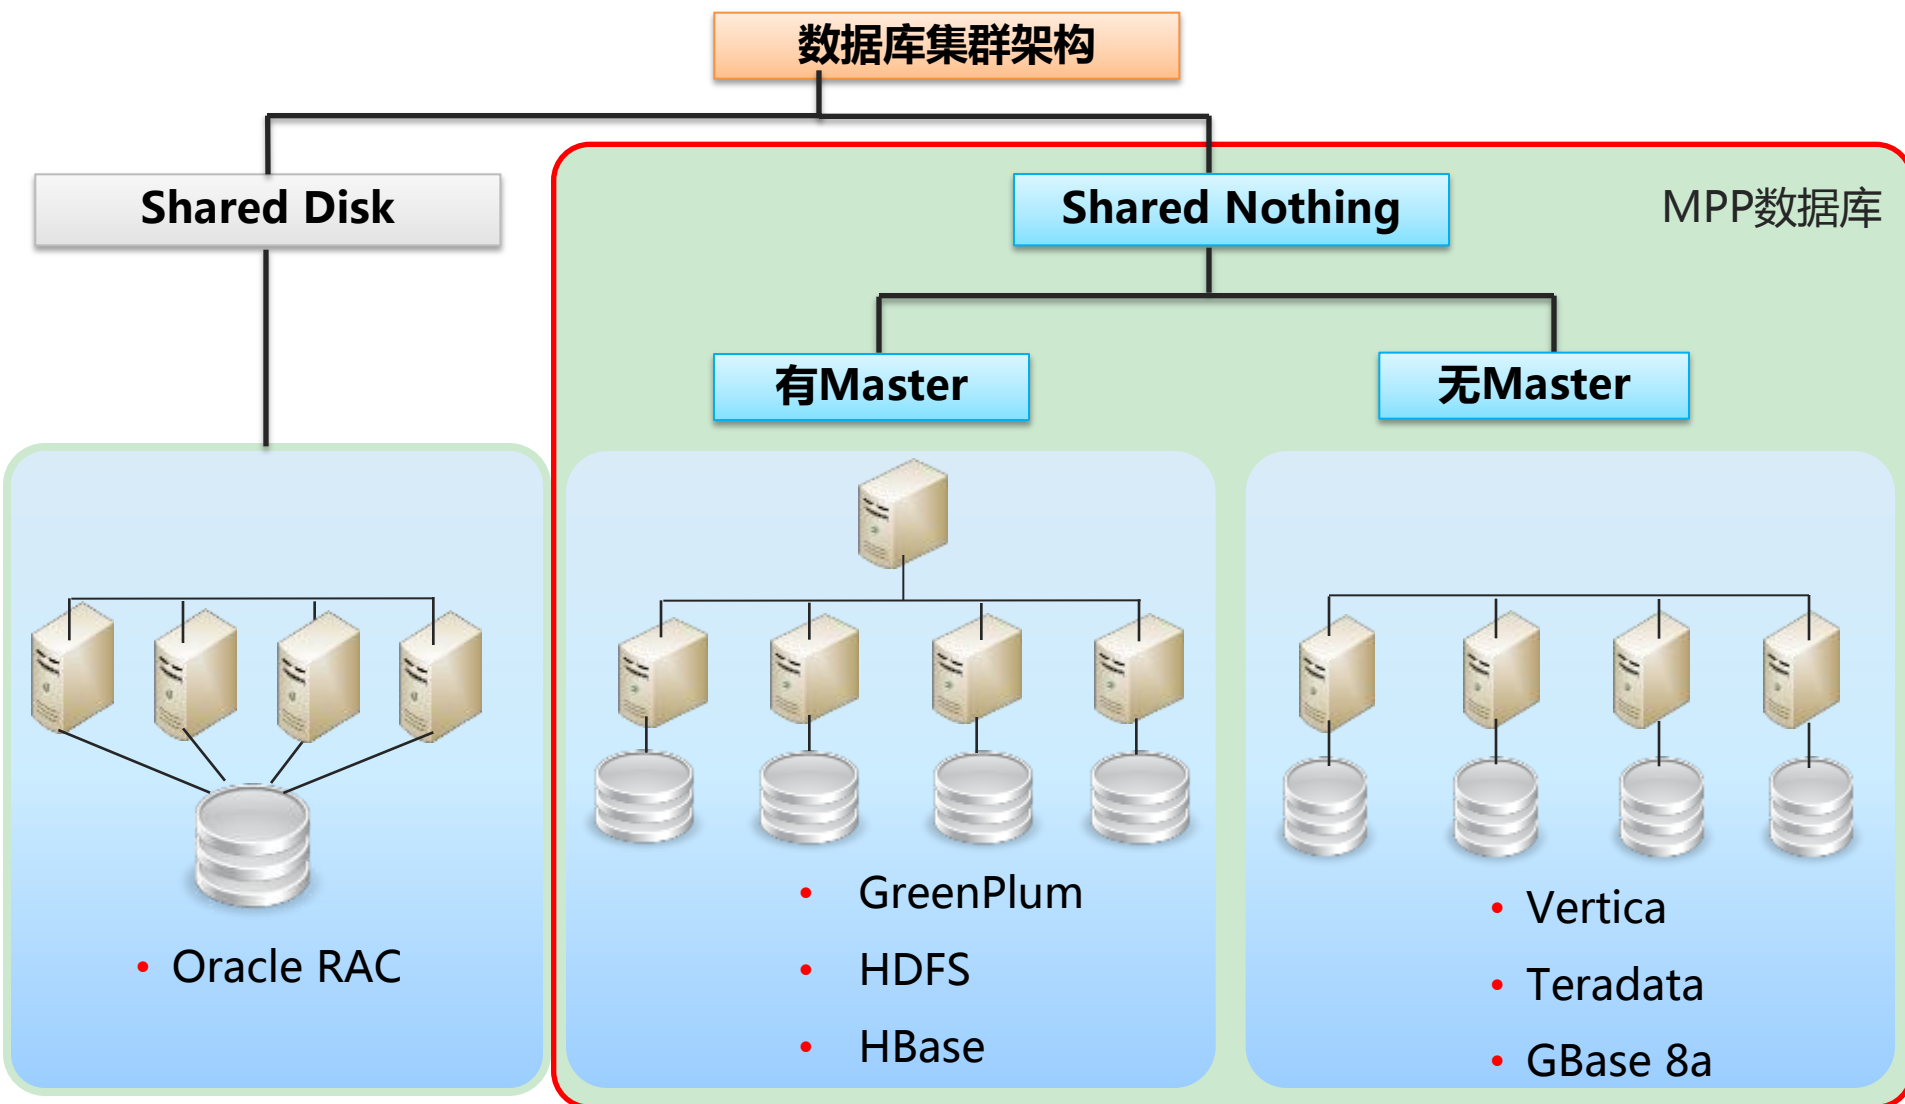 数据库集群架构
Shared Disk
Shared Nothing
MPP数据库
有Master
无Master
• Oracle RAC
• GreenPlum
• HDFS
• HBase
• Vertica
• Teradata
• GBase 8a